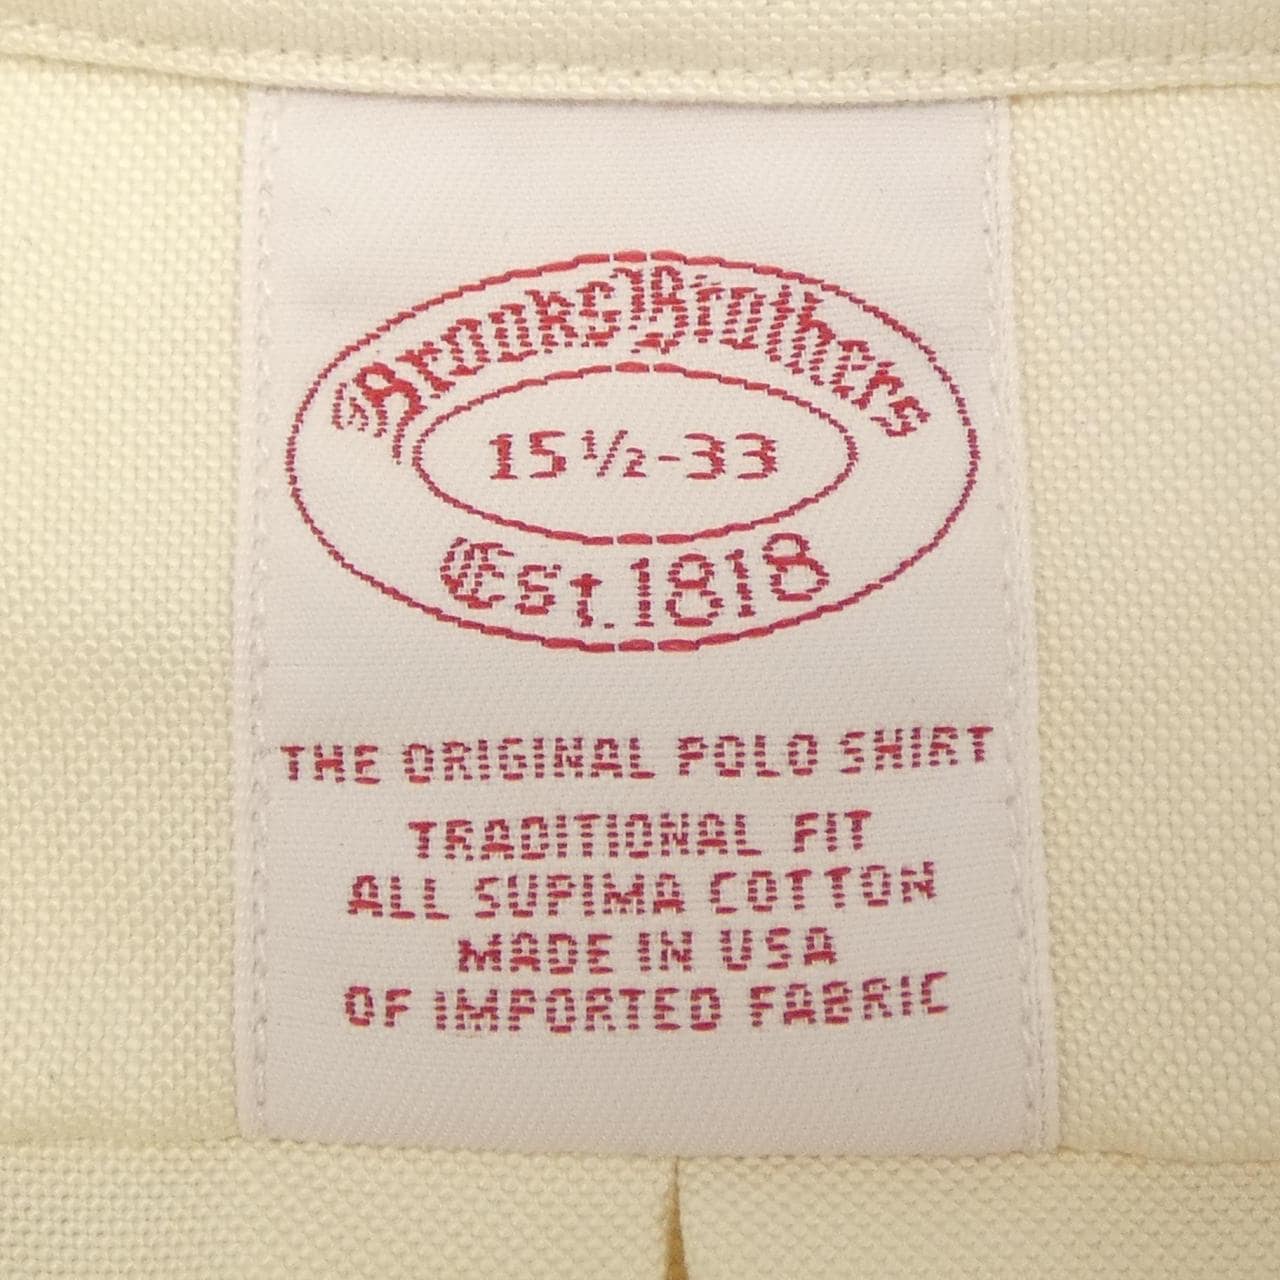 Brooks Brothers
15½-33
Est. 1818
THE ORIGINAL POLO SHIRT
TRADITIONAL FIT
ALL SUPIMA COTTON
MADE IN USA
OF IMPORTED FABRIC